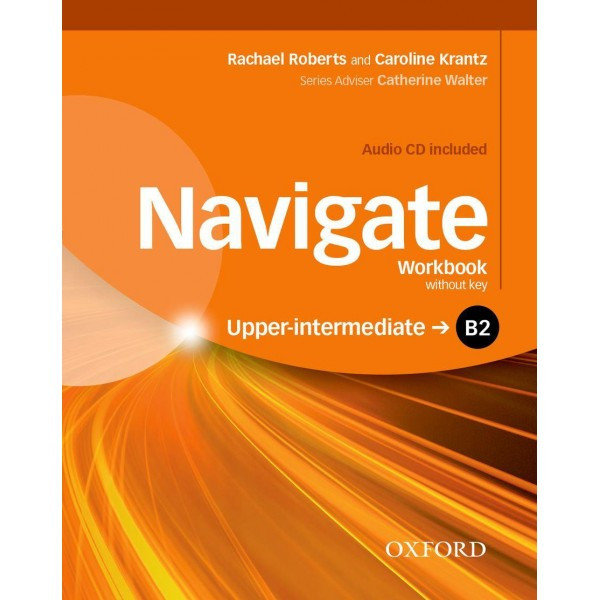 Rachael Roberts and Caroline Krantz
Series Adviser Catherine Walter
Audio CD included
Navigate
Workbook
without key
Upper-intermediate → B2
OXFORD